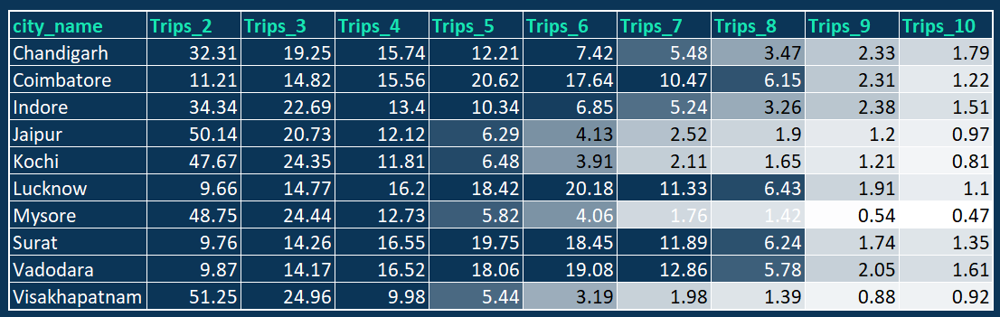 city_name Trips_2 Trips_3 Trips_4 Trips_5 Trips_6 Trips_7 Trips_8 Trips_9 Trips_10
Chandigarh 32.31 19.25 15.74 12.21 7.42 5.48 3.47 2.33 1.79
Coimbatore 11.21 14.82 15.56 20.62 17.64 10.47 6.15 2.31 1.22
Indore 34.34 22.69 13.4 10.34 6.85 5.24 3.26 2.38 1.51
Jaipur 50.14 20.73 12.12 6.29 4.13 2.52 1.9 1.2 0.97
Kochi 47.67 24.35 11.81 6.48 3.91 2.11 1.65 1.21 0.81
Lucknow 9.66 14.77 16.2 18.42 20.18 11.33 6.43 1.91 1.1
Mysore 48.75 24.44 12.73 5.82 4.06 1.76 1.42 0.54 0.47
Surat 9.76 14.26 16.55 19.75 18.45 11.89 6.24 1.74 1.35
Vadodara 9.87 14.17 16.52 18.06 19.08 12.86 5.78 2.05 1.61
Visakhapatnam 51.25 24.96 9.98 5.44 3.19 1.98 1.39 0.88 0.92